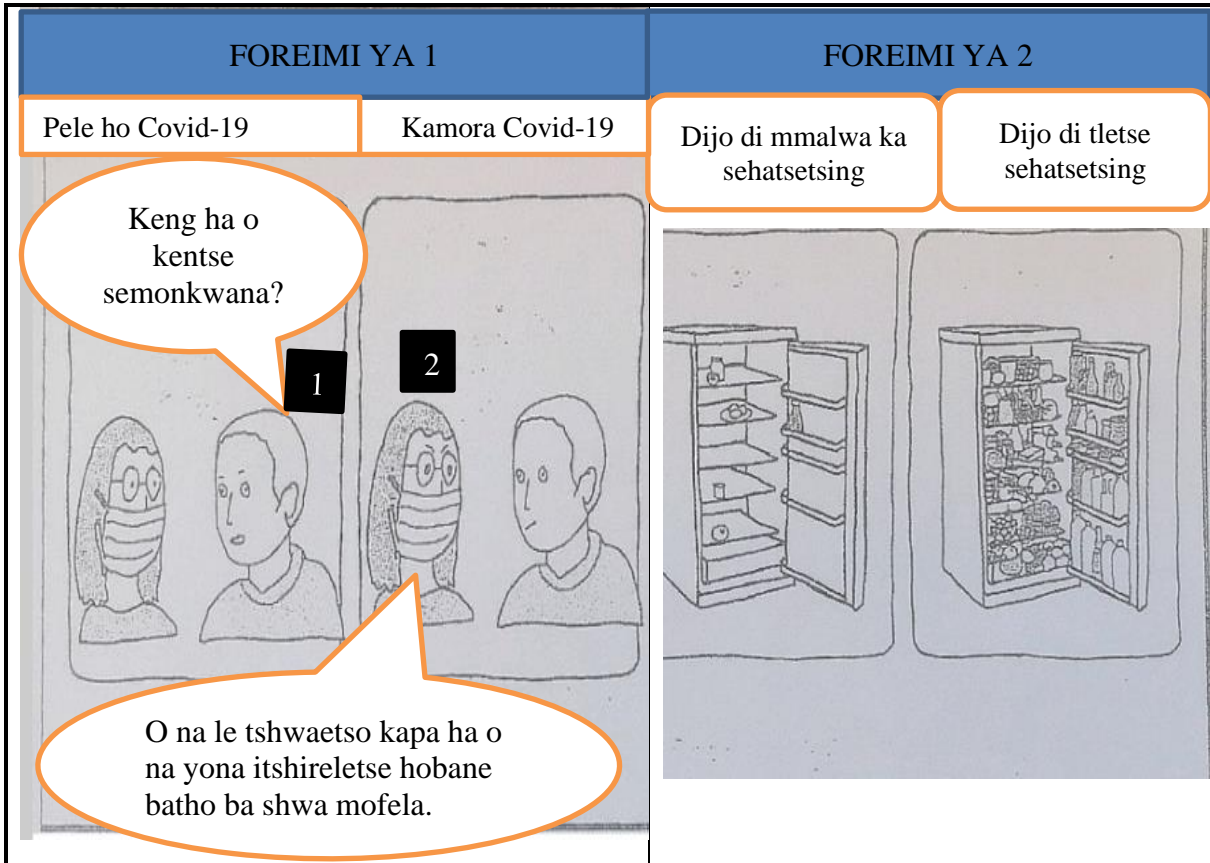 FOREIMI YA 1
Pele ho Covid-19
Kamora Covid-19
Keng ha o
kentse
semonkwana?
1
2
O na le tshwaetso kapa ha o
na yona itshireletse hobane
batho ba shwa mofela.
FOREIMI YA 2
Dijo di mmalwa ka
sehatsetsing
Dijo di tletse
sehatsetsing